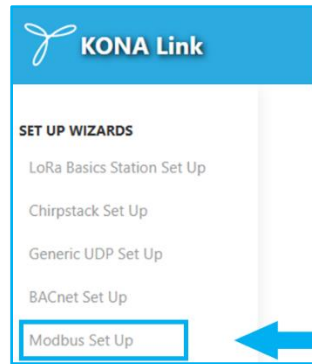 KONA Link
SET UP WIZARDS
LoRa Basics Station Set Up
Chirpstack Set Up
Generic UDP Set Up
BACnet Set Up
Modbus Set Up